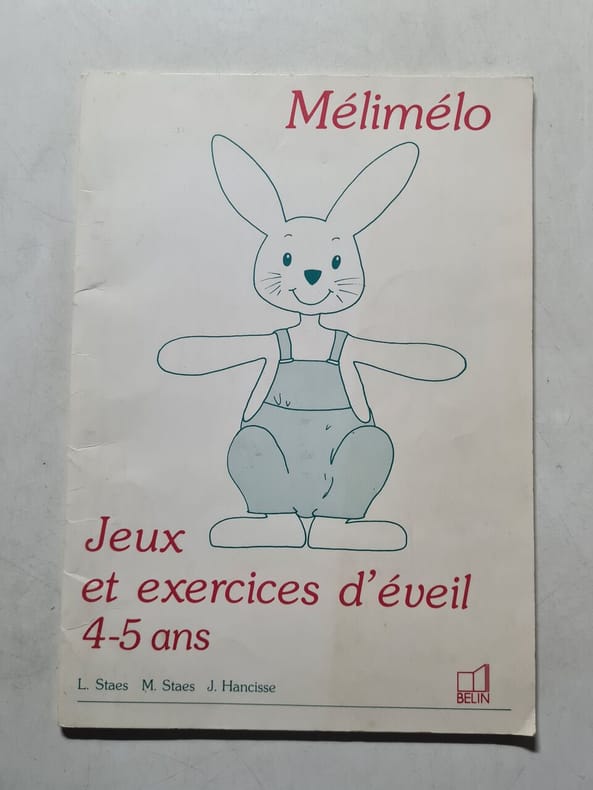 Mélimélo
Jeux
et exercices d'éveil
4-5 ans
L. Staes M. Staes J. Hancisse
BELIN